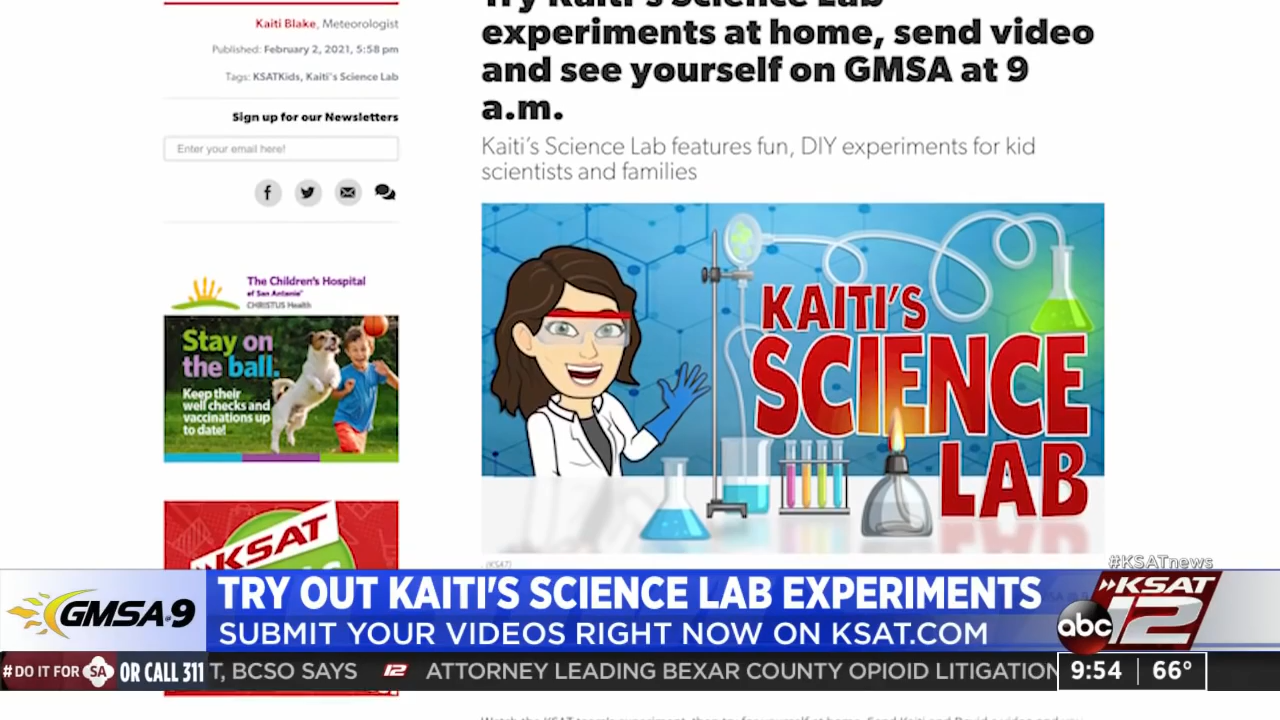 Kaiti Blake, Meteorologist
Published: February 2, 2021, 5:58 pm
Tags: KSATKids, Kaiti's Science Lab
Sign up for our Newsletters
Enter your email here!
The Children's Hospital
of San Antonio
CHRISTUS Health
Stay on
the ball.
Keep their
well checks and
vaccinations up
to date!
KSAT
Try Kaiti's Science Lab
experiments at home, send video
and see yourself on GMSA at 9
a.m.
Kaiti's Science Lab features fun, DIY experiments for kid
scientists and families
KAITI'S
SCIENCE
LAB
(KSAT)
#KSATnews
GMSA@9
TRY OUT KAITI'S SCIENCE LAB EXPERIMENTS
SUBMIT YOUR VIDEOS RIGHT NOW ON KSAT.COM
abc
KSAT
12
#DO IT FOR SA OR CALL 311
T, BCSO SAYS 12 ATTORNEY LEADING BEXAR COUNTY OPIOID LITIGATION
9:54 66°